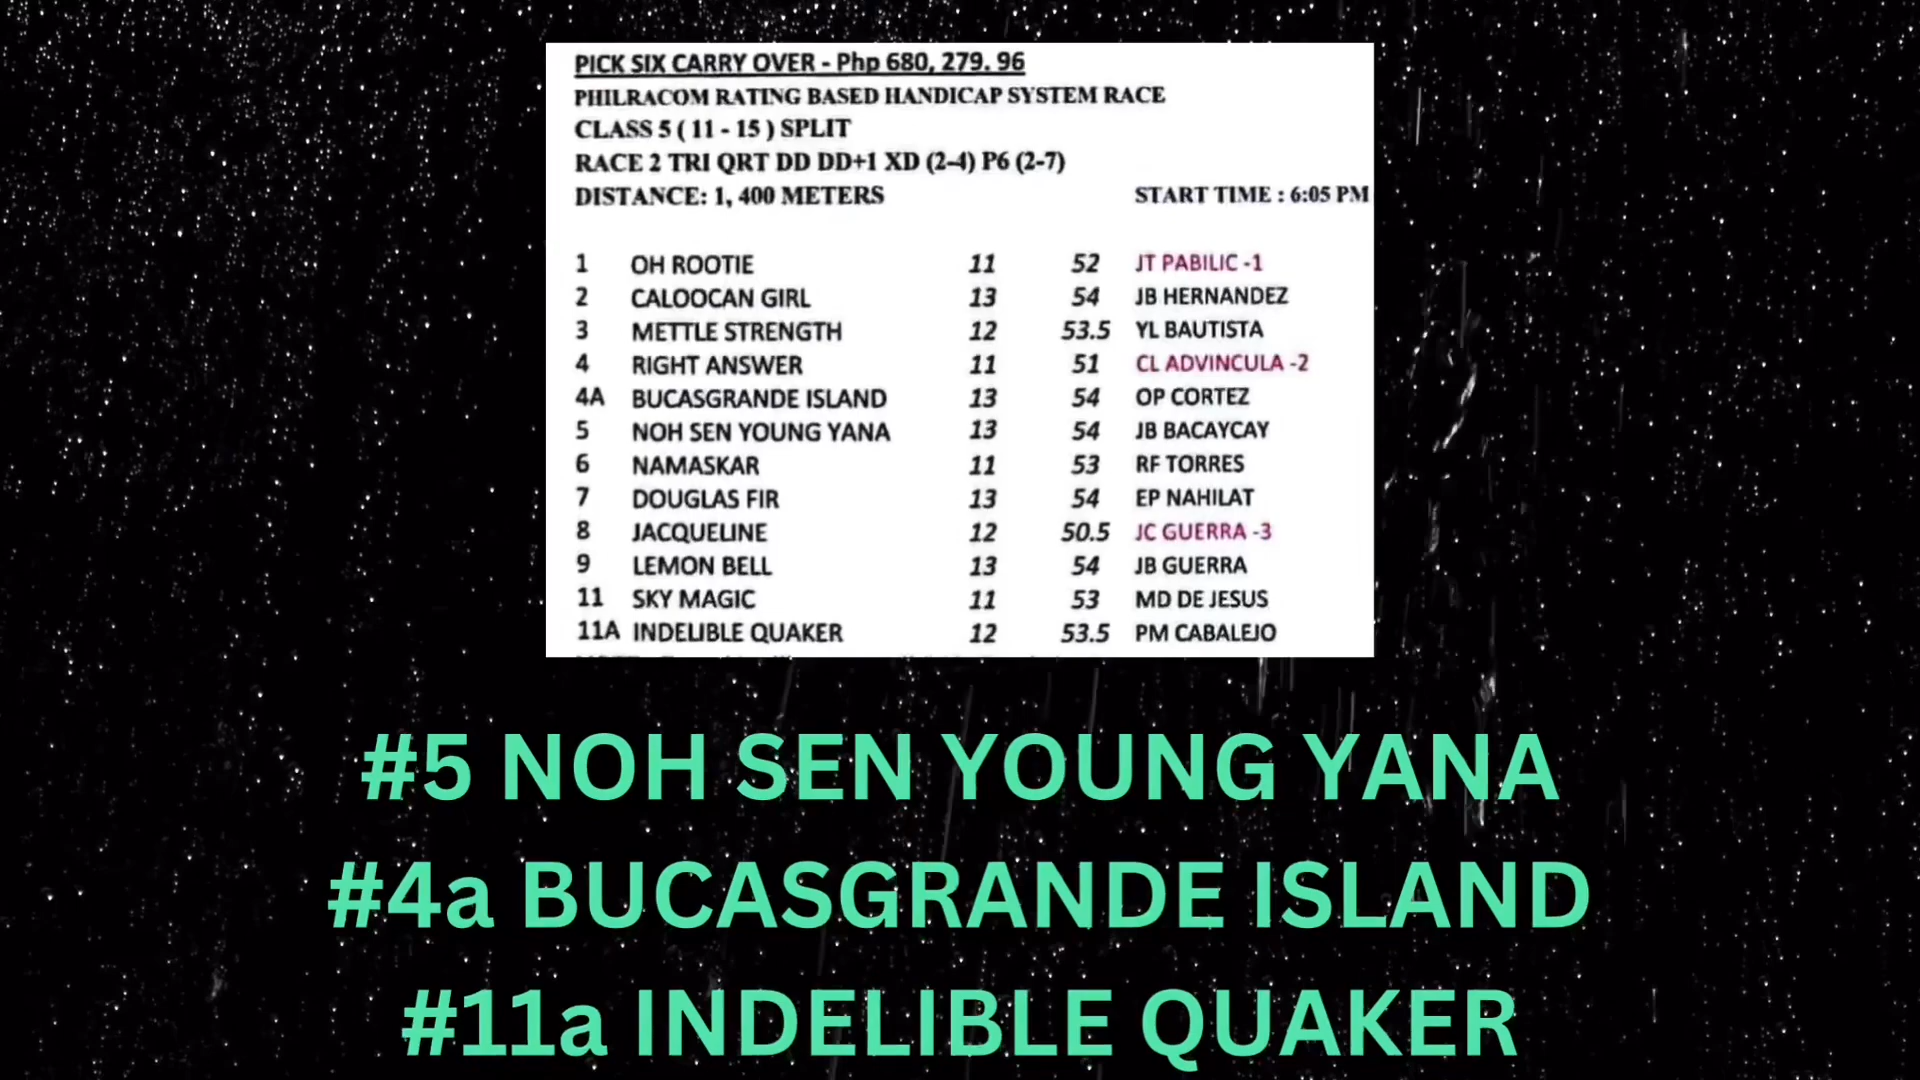 PICK SIX CARRY OVER - Php 680, 279. 96
PHILRACOM RATING BASED HANDICAP SYSTEM RACE
CLASS 5 ( 11 - 15 ) SPLIT
RACE 2 TRI QRT DD DD+1 XD (2-4) P6 (2-7)
DISTANCE: 1, 400 METERS START TIME : 6:05 PM
1 OH ROOTIE 11 52 JT PABILIC -1
2 CALOOCAN GIRL 13 54 JB HERNANDEZ
3 METTLE STRENGTH 12 53.5 YL BAUTISTA
4 RIGHT ANSWER 11 51 CL ADVINCULA -2
4A BUCASGRANDE ISLAND 13 54 OP CORTEZ
5 NOH SEN YOUNG YANA 13 54 JB BACAYCAY
6 NAMASKAR 11 53 RF TORRES
7 DOUGLAS FIR 13 54 EP NAHILAT
8 JACQUELINE 12 50.5 JC GUERRA -3
9 LEMON BELL 13 54 JB GUERRA
11 SKY MAGIC 11 53 MD DE JESUS
11A INDELIBLE QUAKER 12 53.5 PM CABALEJO
#5 NOH SEN YOUNG YANA
#4a BUCASGRANDE ISLAND
#11a INDELIBLE QUAKER